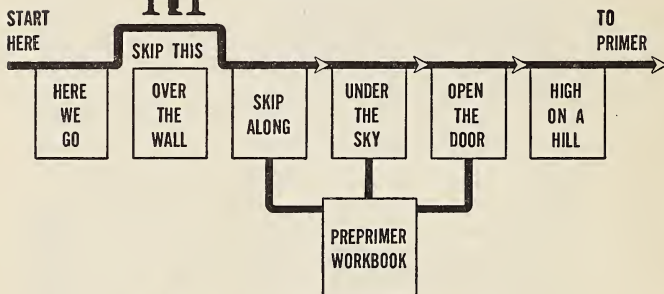 START
HERE
TO
PRIMER
SKIP THIS
HERE
WE
GO
OVER
THE
WALL
SKIP
ALONG
UNDER
THE
SKY
OPEN
THE
DOOR
HIGH
ON A
HILL
PREPRIMER
WORKBOOK